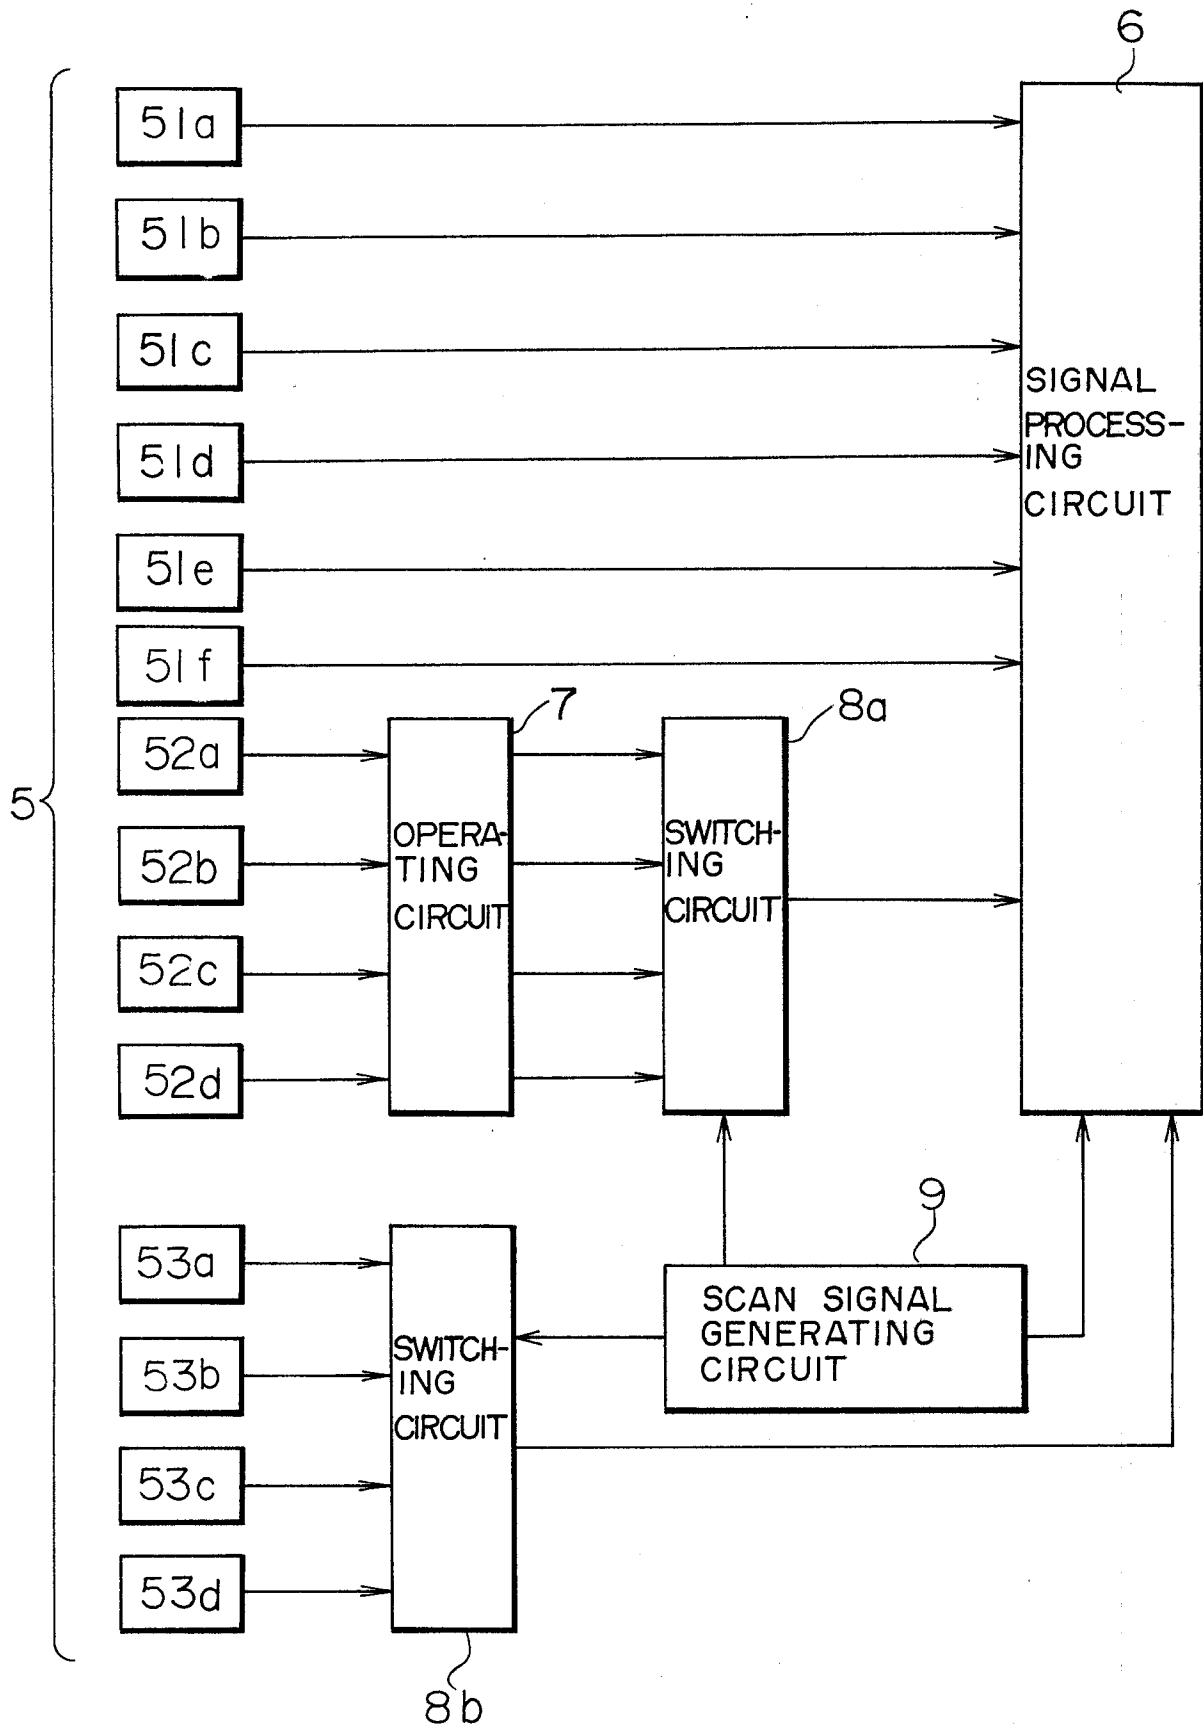 6
51a
51b
51c
51d
51e
51f
SIGNAL
PROCESS-
ING
CIRCUIT
5
52a
52b
52c
52d
7
OPERA-
TING
CIRCUIT
8a
SWITCH-
ING
CIRCUIT
9
SCAN SIGNAL
GENERATING
CIRCUIT
53a
53b
53c
53d
SWITCH-
ING
CIRCUIT
8b